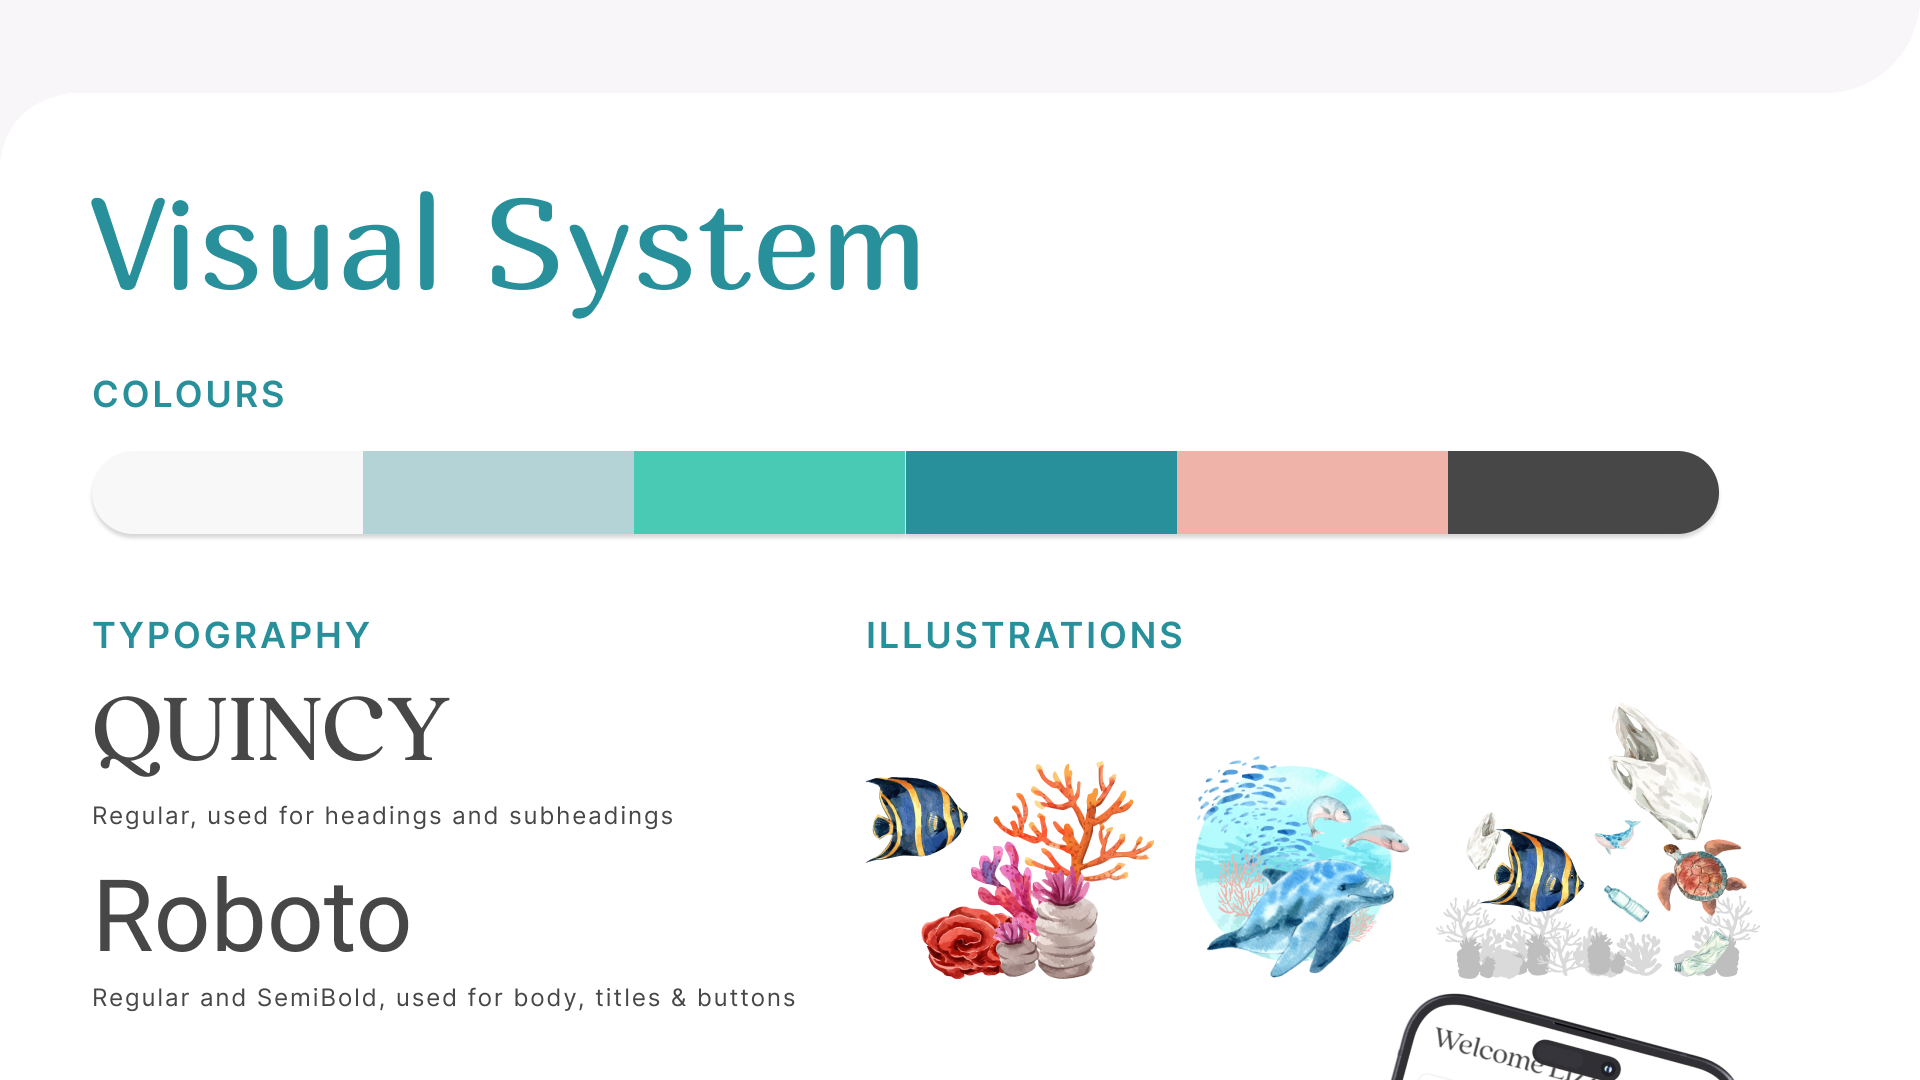 Visual System
COLOURS
TYPOGRAPHY
QUINCY
Regular, used for headings and subheadings
Roboto
Regular and SemiBold, used for body, titles & buttons
ILLUSTRATIONS
Welcome